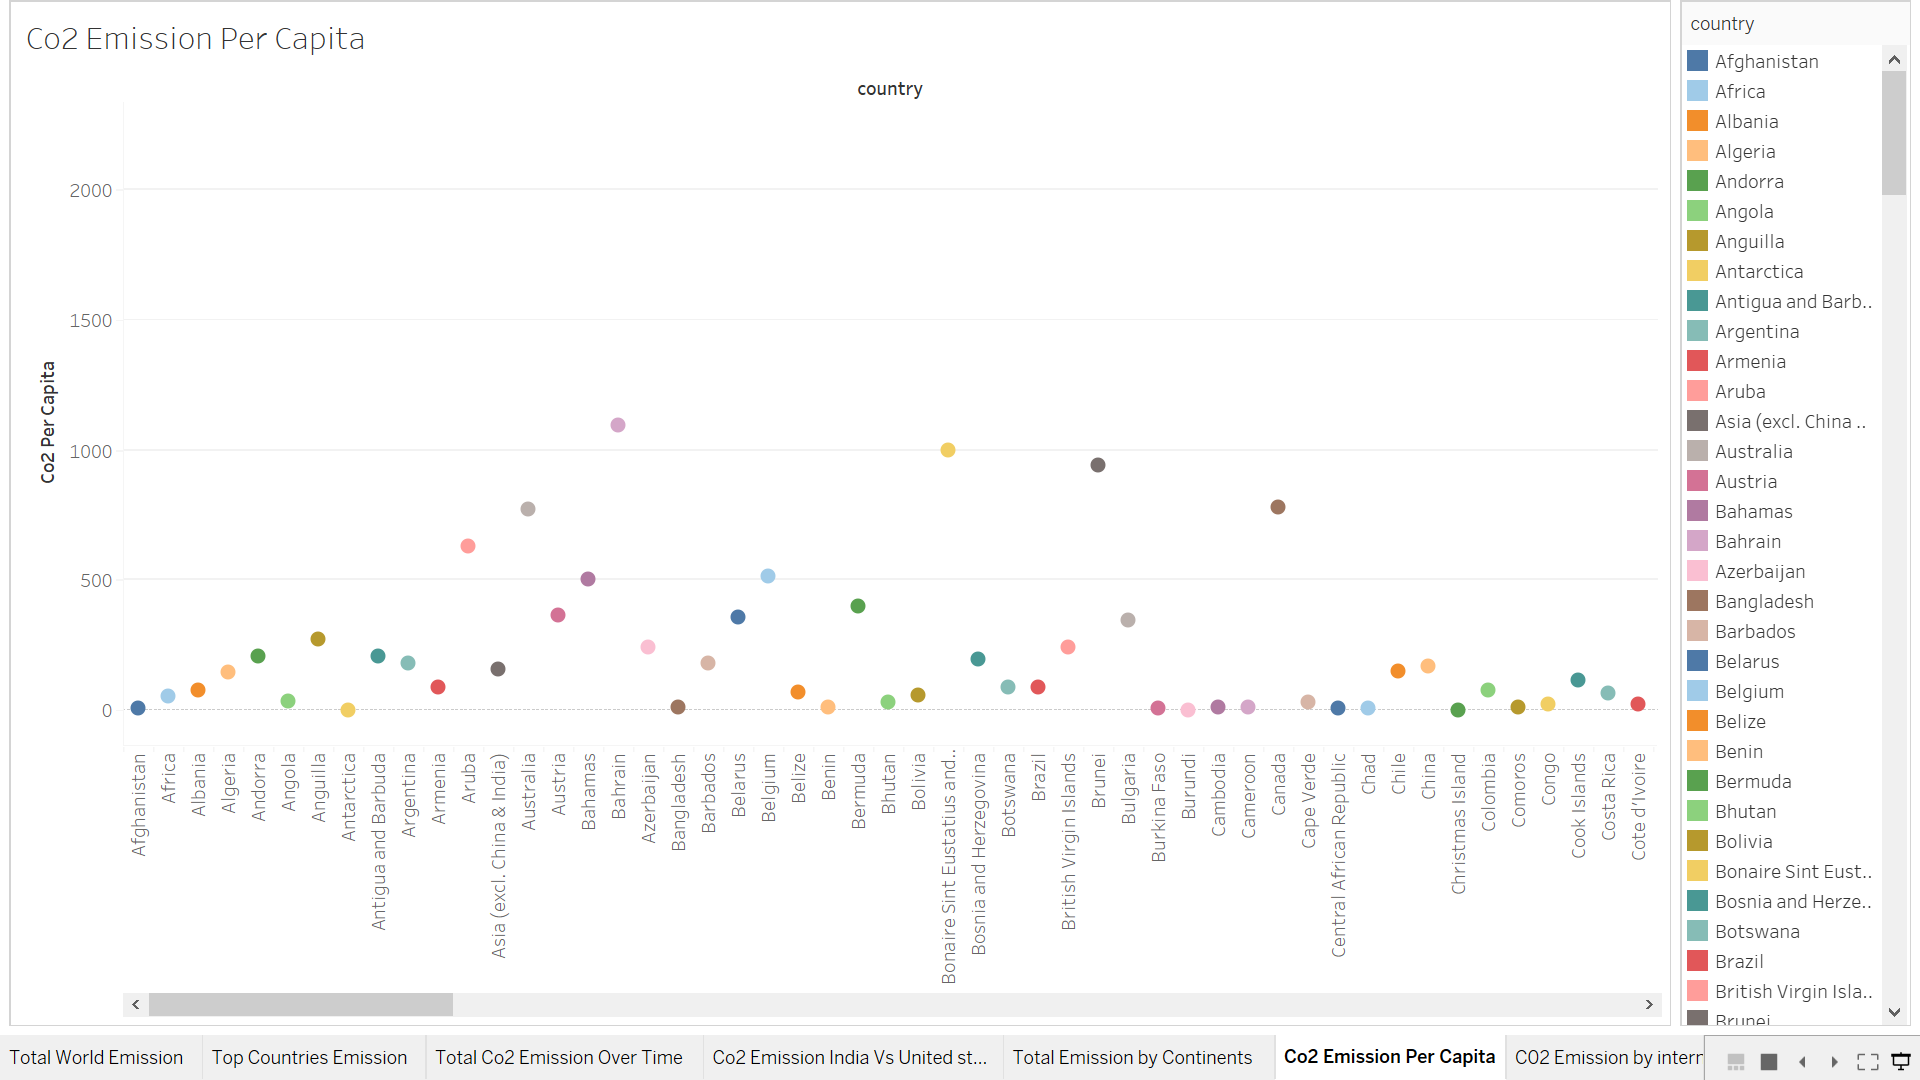 Co2 Emission Per Capita
country
2000
1500
1000
500
0
Co2 Per Capita
Afghanistan
Africa
Albania
Algeria
Andorra
Angola
Anguilla
Antarctica
Antigua and Barbuda
Argentina
Armenia
Aruba
Asia (excl. China & India)
Australia
Austria
Bahamas
Bahrain
Azerbaijan
Bangladesh
Barbados
Belarus
Belgium
Belize
Benin
Bermuda
Bhutan
Bolivia
Bonaire Sint Eustatius and..
Bosnia and Herzegovina
Botswana
Brazil
British Virgin Islands
Brunei
Bulgaria
Burkina Faso
Burundi
Cambodia
Cameroon
Canada
Cape Verde
Central African Republic
Chad
Chile
China
Christmas Island
Colombia
Comoros
Congo
Cook Islands
Costa Rica
Cote d'Ivoire
country
Afghanistan
Africa
Albania
Algeria
Andorra
Angola
Anguilla
Antarctica
Antigua and Barb..
Argentina
Armenia
Aruba
Asia (excl. China ..
Australia
Austria
Bahamas
Bahrain
Azerbaijan
Bangladesh
Barbados
Belarus
Belgium
Belize
Benin
Bermuda
Bhutan
Bolivia
Bonaire Sint Eust..
Bosnia and Herze..
Botswana
Brazil
British Virgin Isla..
Brunei
Total World Emission
Top Countries Emission
Total Co2 Emission Over Time
Co2 Emission India Vs United st...
Total Emission by Continents
Co2 Emission Per Capita
C02 Emission by intern